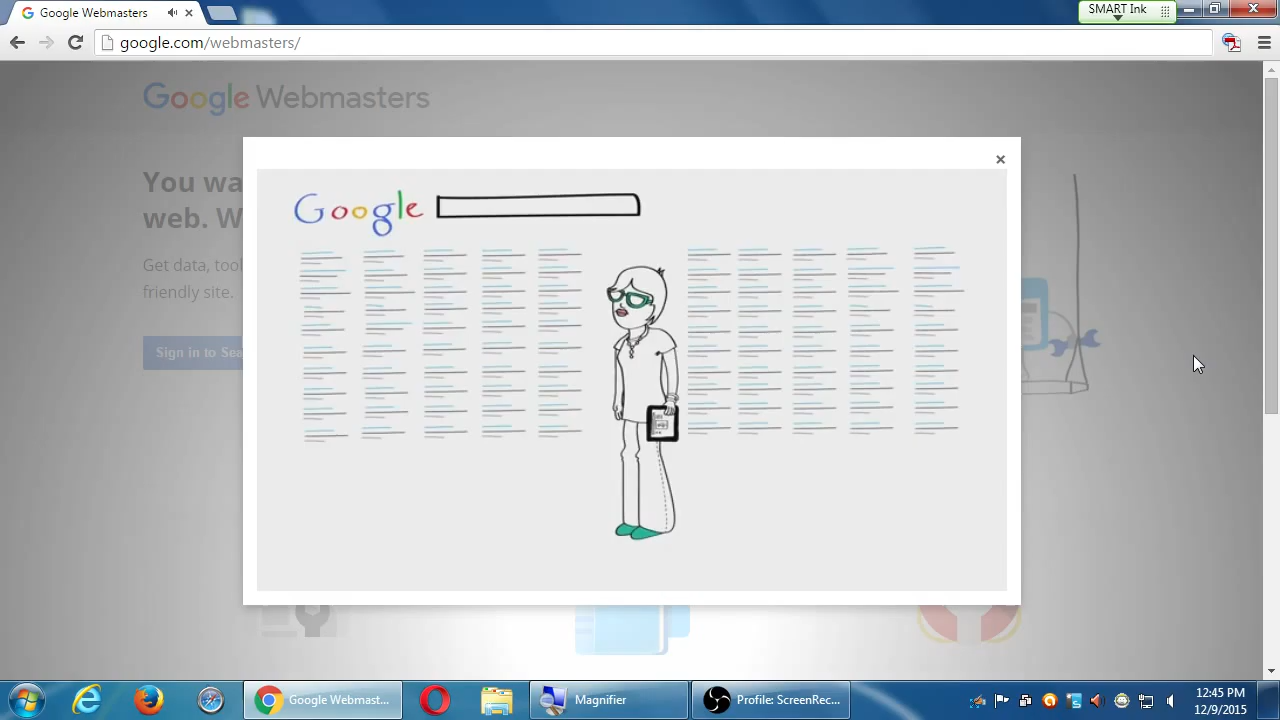 Google Webmasters
SMART Ink
google.com/webmasters/
Google Webmasters
You wa
web. W
Get data, too
friendly site.
Sign in to Sea
Google
Google Webmast...
Magnifier
Profile: ScreenRec...
12:45 PM
12/9/2015